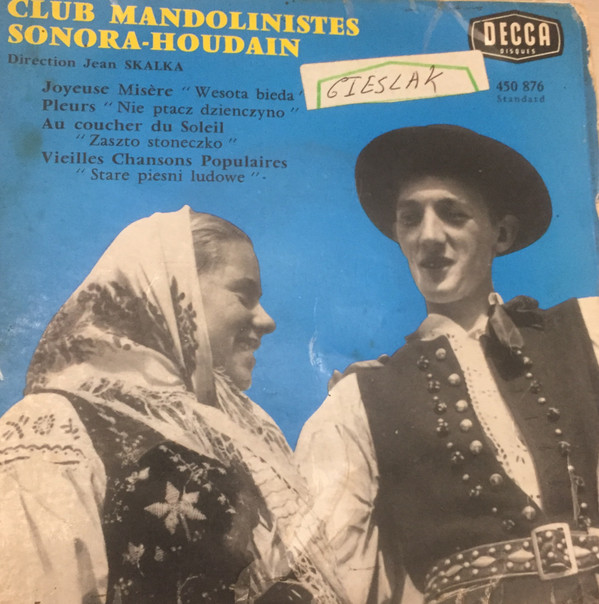 CLUB MANDOLINISTES
SONORA-HOUDAIN
Direction Jean SKALKA
DECCA
DISQUES
450 876
Standard
GIESLAK
Joyeuse Misère " Wesota bieda "
Pleurs " Nie ptacz dzienczyno "
Au coucher du Soleil
" Zaszto stoneczko "
Vieilles Chansons Populaires
" Stare piesni ludowe " -